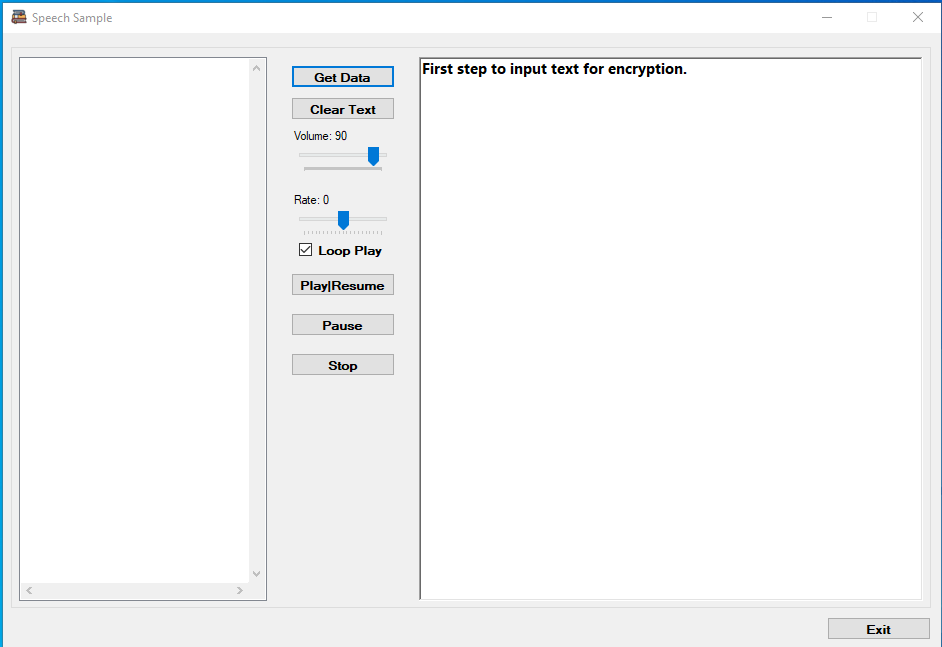 Speech Sample
Get Data
Clear Text
Volume: 90
Rate: 0
Loop Play
Play|Resume
Pause
Stop
First step to input text for encryption.
Exit